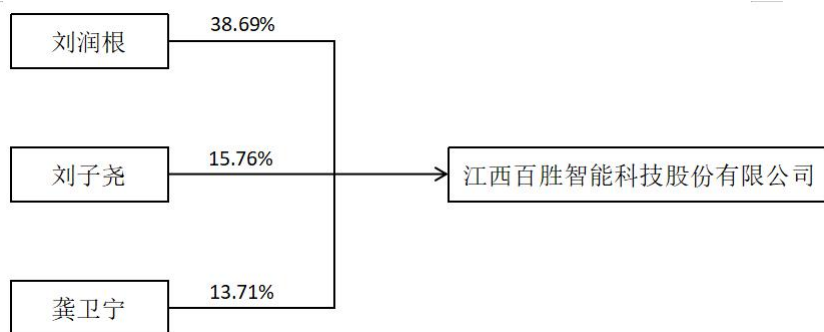 38.69%
刘润根
15.76%
刘子尧
江西百胜智能科技股份有限公司
13.71%
龚卫宁